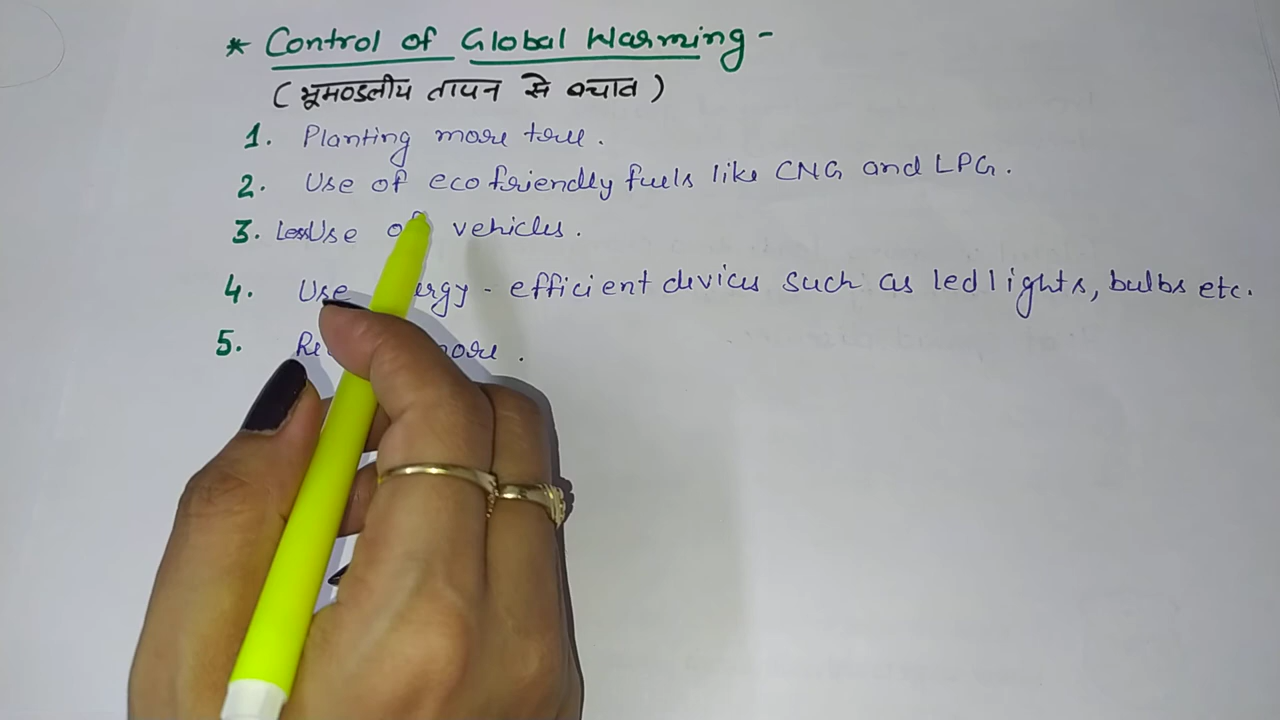 * Control of Global Warming -
(भूमण्डलीय तापन से बचाव)
1. Planting more tree.
2. Use of ecofriendly fuels like CNG and LPG.
3. Less Use of vehicles.
4. Use - efficient devices such as led lights, bulbs etc.
5. more.